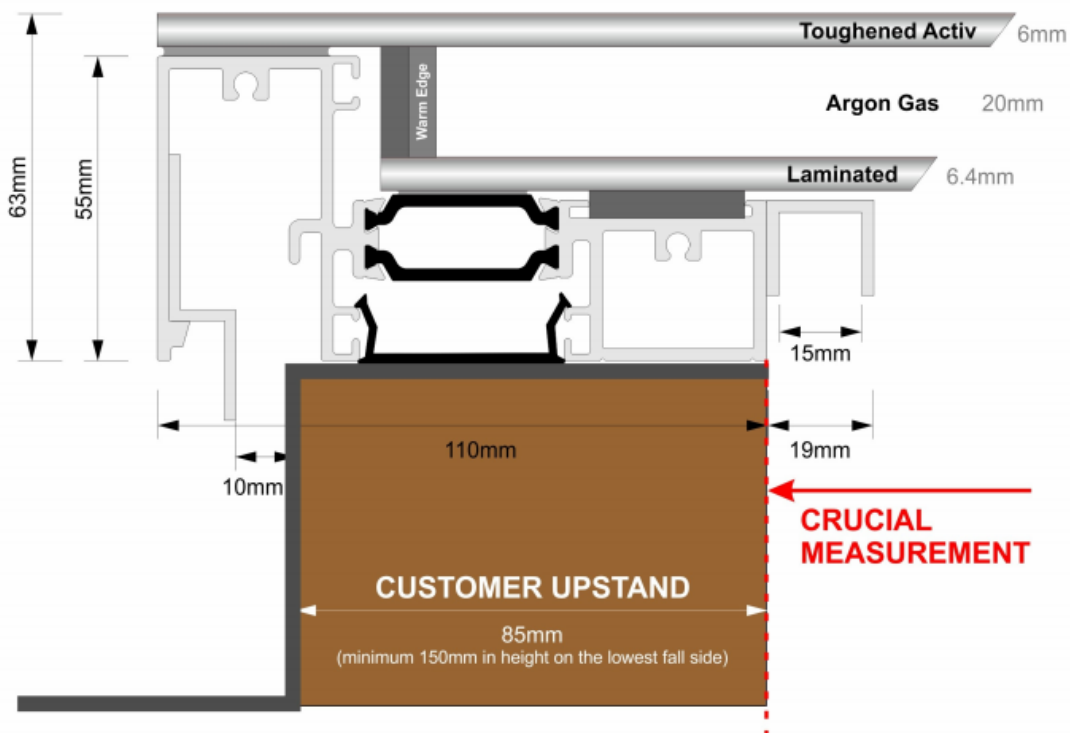 Toughened Activ 6mm
Warm Edge
Argon Gas 20mm
Laminated 6.4mm
63mm
55mm
15mm
110mm
19mm
10mm
CRUCIAL
MEASUREMENT
CUSTOMER UPSTAND
85mm
(minimum 150mm in height on the lowest fall side)